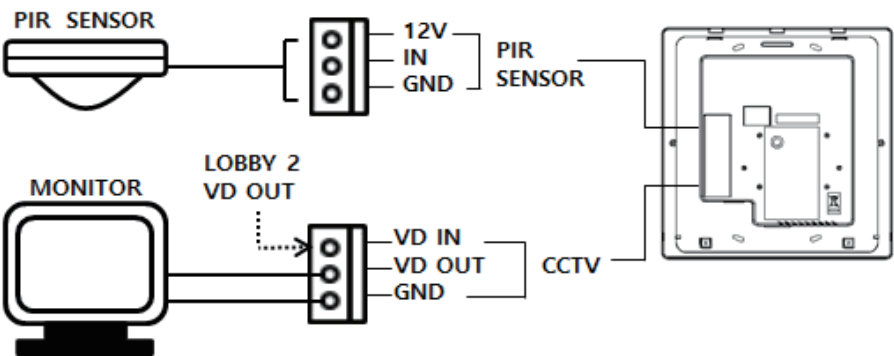 PIR SENSOR
12V
IN
GND
PIR
SENSOR
LOBBY 2
VD OUT
MONITOR
VD IN
VD OUT
GND
CCTV